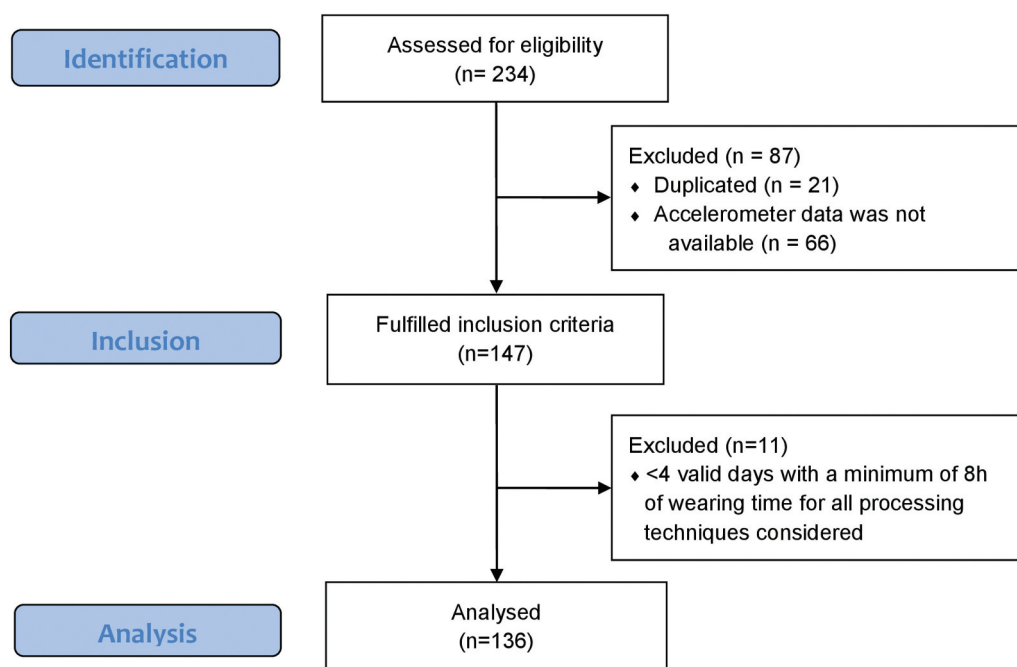 Identification
Assessed for eligibility
(n= 234)
Excluded (n = 87)
♦ Duplicated (n = 21)
♦ Accelerometer data was not
available (n = 66)
Inclusion
Fulfilled inclusion criteria
(n=147)
Excluded (n=11)
♦ <4 valid days with a minimum of 8h
of wearing time for all processing
techniques considered
Analysis
Analysed
(n=136)